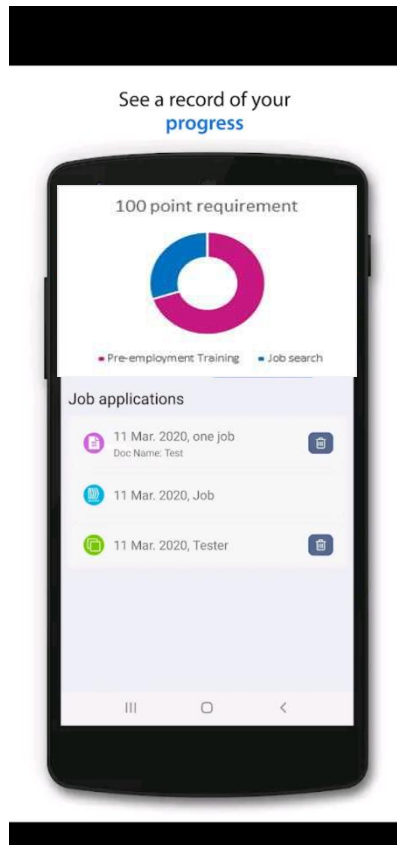 See a record of your
progress
100 point requirement
Pre-employment Training
Job search
Job applications
11 Mar. 2020, one job
Doc Name: Test
11 Mar. 2020, Job
11 Mar. 2020, Tester